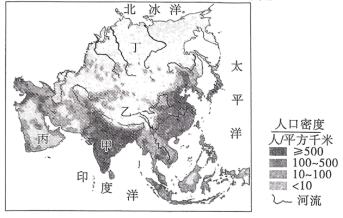 北冰洋
丁
太平洋
乙
丙
甲
印度洋
人口密度
人/平方千米
≥500
100~500
10~100
<10
河流